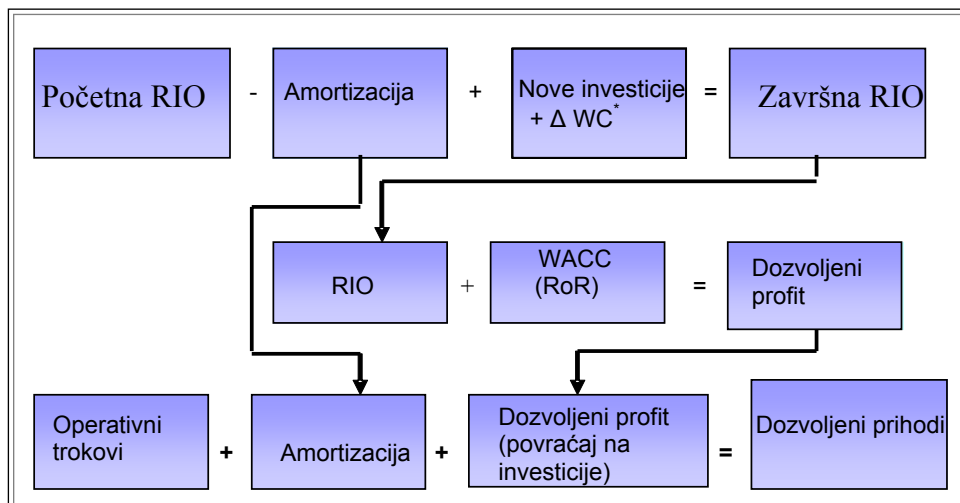 Početna RIO - Amortizacija + Nove investicije = Završna RIO
+ Δ WC*
RIO + WACC = Dozvoljeni
(RoR) profit
Operativni
trokovi + Amortizacija + Dozvoljeni profit
(povraćaj na
investicije) = Dozvoljeni prihodi